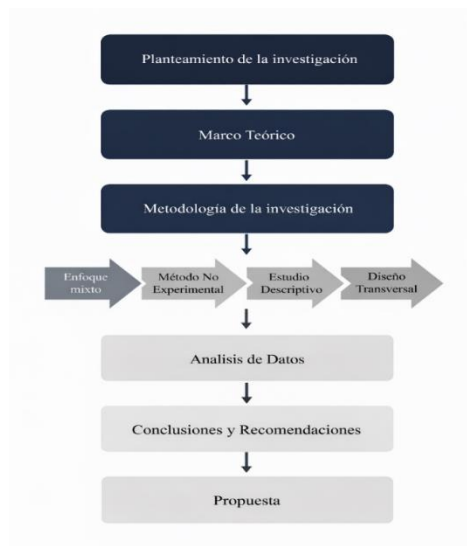 Planteamiento de la investigación
Marco Teórico
Metodología de la investigación
Enfoque
mixto
Método No
Experimental
Estudio
Descriptivo
Diseño
Transversal
Analisis de Datos
Conclusiones y Recomendaciones
Propuesta